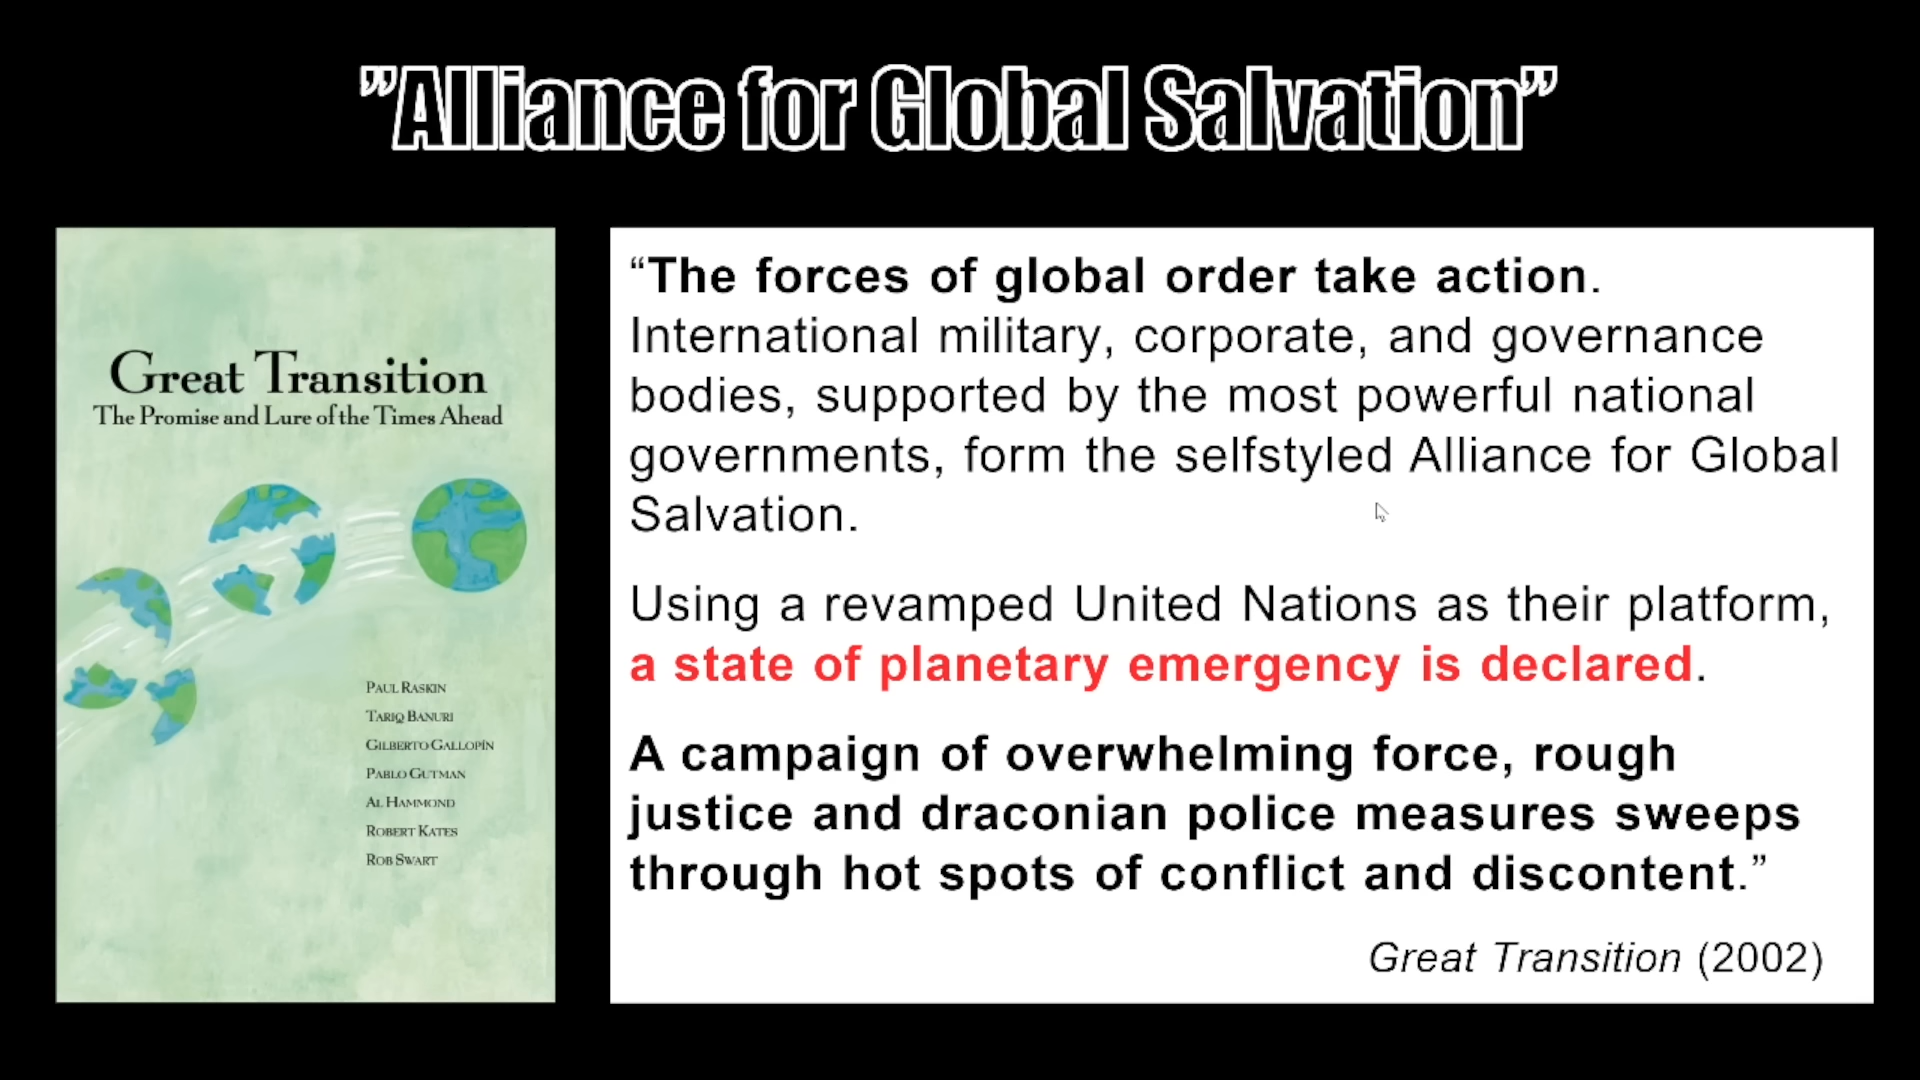 ”Alliance for Global Salvation”
Great Transition
The Promise and Lure of the Times Ahead
PAUL RASKIN
TARIQ BANURI
GILBERTO GALLOPÍN
PABLO GUTMAN
AL HAMMOND
ROBERT KATES
ROB SWART
“The forces of global order take action.
International military, corporate, and governance
bodies, supported by the most powerful national
governments, form the selfstyled Alliance for Global
Salvation.
Using a revamped United Nations as their platform,
a state of planetary emergency is declared.
A campaign of overwhelming force, rough
justice and draconian police measures sweeps
through hot spots of conflict and discontent.”
Great Transition (2002)